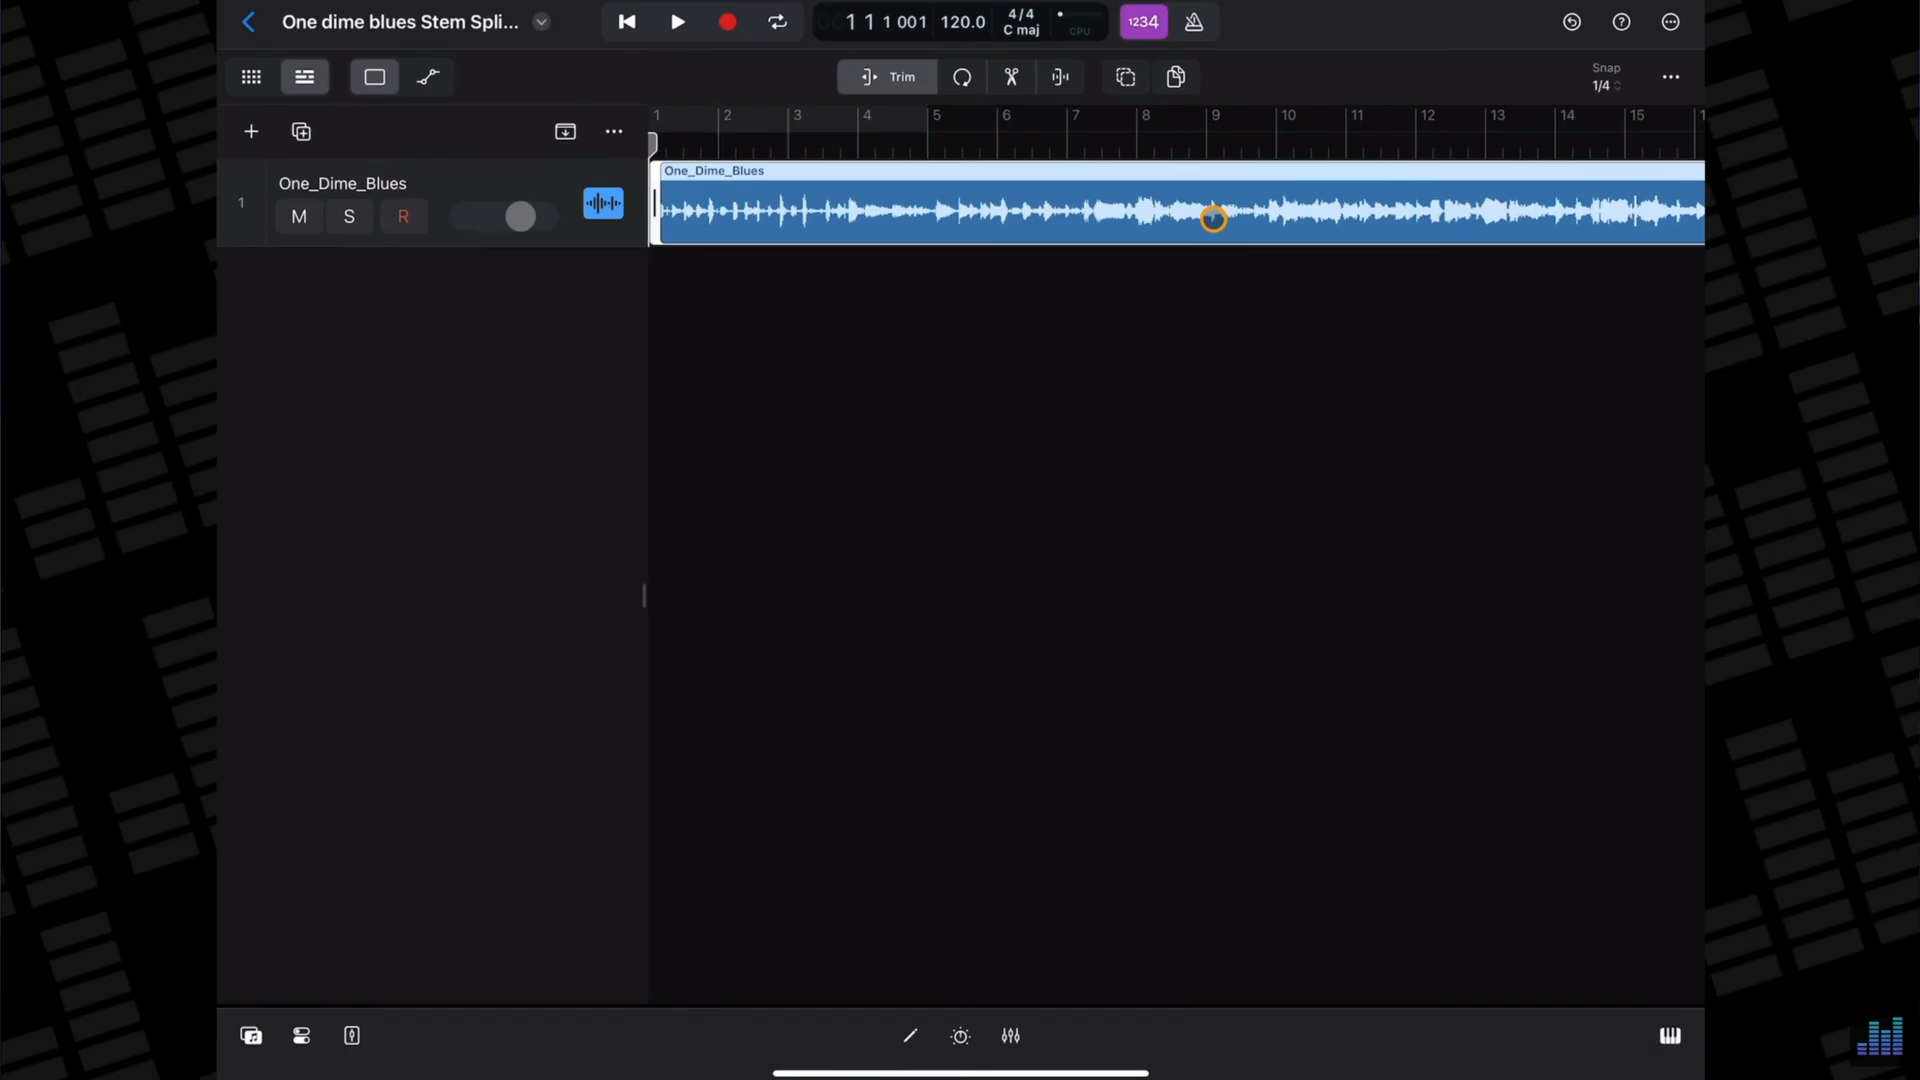 One dime blues Stem Spli...
001 1 1 001
120.0
4/4
C maj
CPU
1234
Trim
Snap
1/4
1 2 3 4 5 6 7 8 9 10 11 12 13 14 15 1
One_Dime_Blues
1
One_Dime_Blues
M S R